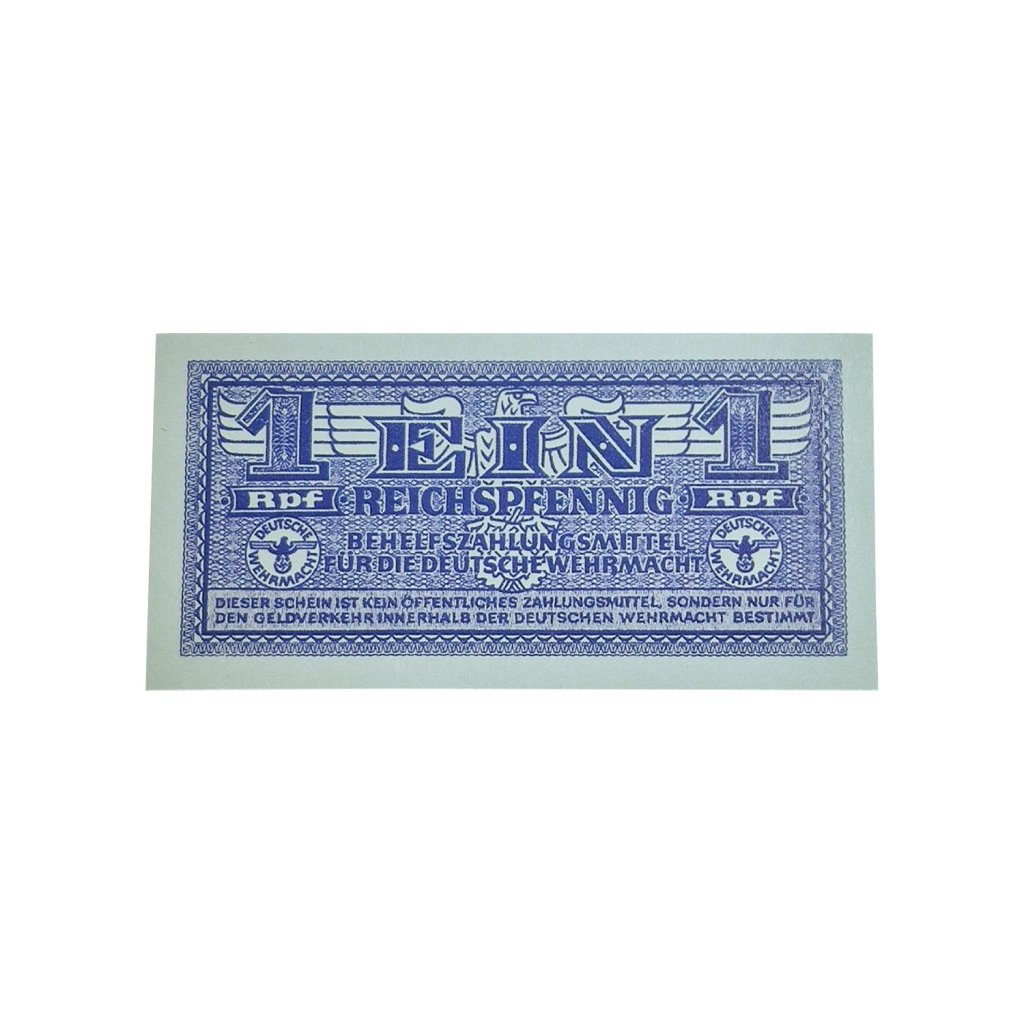 1 EIN 1
Rpf REICHSPFENNIG Rpf
DEUTSCHE WEHRMACHT
BEHELFSZAHLUNGSMITTEL
FÜR DIE DEUTSCHE WEHRMACHT
DEUTSCHE WEHRMACHT
DIESER SCHEIN IST KEIN ÖFFENTLICHES ZAHLUNGSMITTEL, SONDERN NUR FÜR
DEN GELDVERKEHR INNERHALB DER DEUTSCHEN WEHRMACHT BESTIMMT